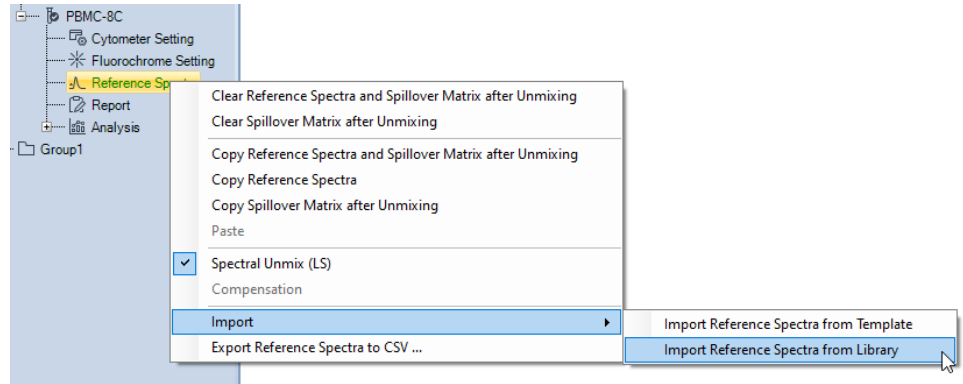 PBMC-8C
Cytometer Setting
Fluorochrome Setting
Reference Sp
Report
Analysis
Group1
Clear Reference Spectra and Spillover Matrix after Unmixing
Clear Spillover Matrix after Unmixing
Copy Reference Spectra and Spillover Matrix after Unmixing
Copy Reference Spectra
Copy Spillover Matrix after Unmixing
Paste
Spectral Unmix (LS)
Compensation
Import
Export Reference Spectra to CSV ...
Import Reference Spectra from Template
Import Reference Spectra from Library